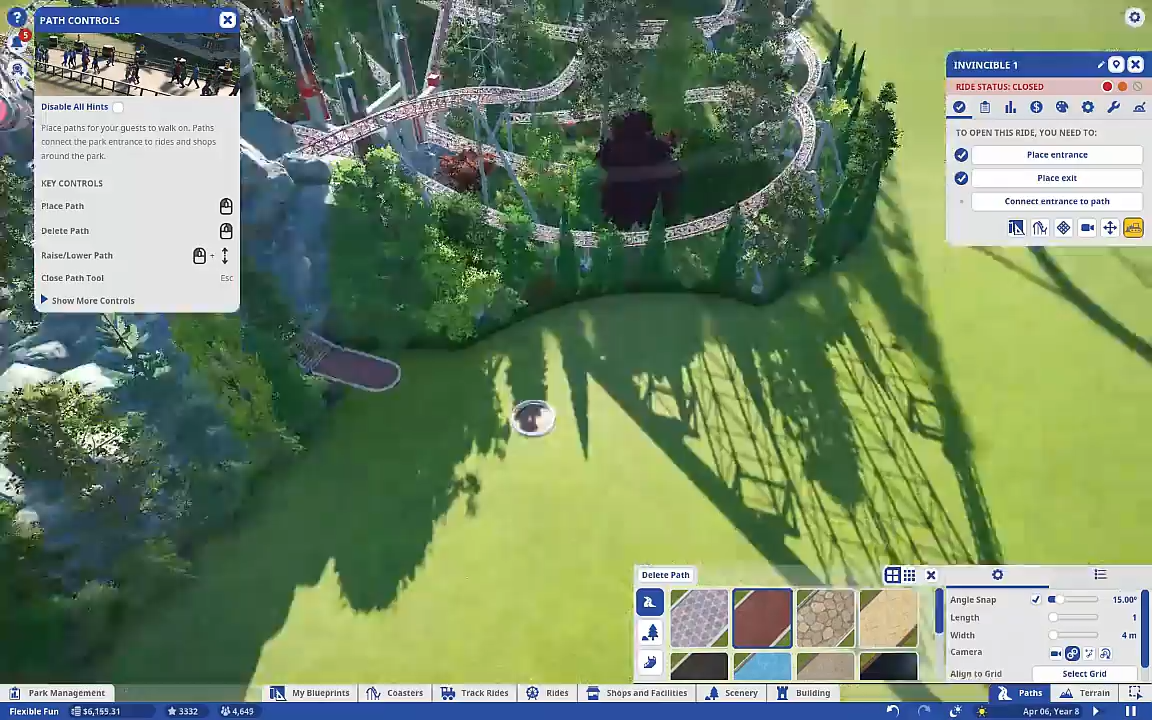 PATH CONTROLS
Disable All Hints
Place paths for your guests to walk on. Paths
connect the park entrance to rides and shops
around the park.
KEY CONTROLS
Place Path
Delete Path
Raise/Lower Path
+
Close Path Tool
Esc
Show More Controls
?
5
INVINCIBLE 1
RIDE STATUS: CLOSED
TO OPEN THIS RIDE, YOU NEED TO:
Place entrance
Place exit
Connect entrance to path
Delete Path
Angle Snap
15.00°
Length
1
Width
4 m
Camera
Align to Grid
Select Grid
Park Management
My Blueprints
Coasters
Track Rides
Rides
Shops and Facilities
Scenery
Building
Paths
Terrain
Flexible Fun
$6,159.31
3332
4,649
Apr 06, Year 8